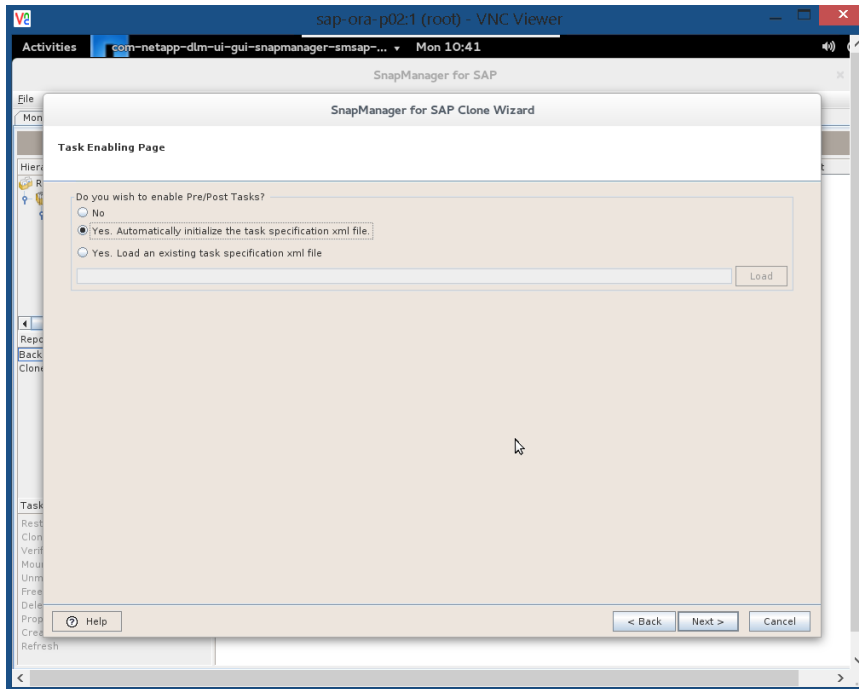 sap-ora-p02:1 (root) - VNC Viewer
Activities com-netapp-dlm-ui-gui-snapmanager-smsap-... Mon 10:41
SnapManager for SAP
File
SnapManager for SAP Clone Wizard
Mon
Task Enabling Page
Hiera
R
Do you wish to enable Pre/Post Tasks?
No
Yes. Automatically initialize the task specification xml file.
Yes. Load an existing task specification xml file
Load
Repo
Back
Clone
Task
Rest
Clon
Verif
Mou
Unm
Free
Dele
Prop
Crea
Refresh
Help
< Back Next > Cancel